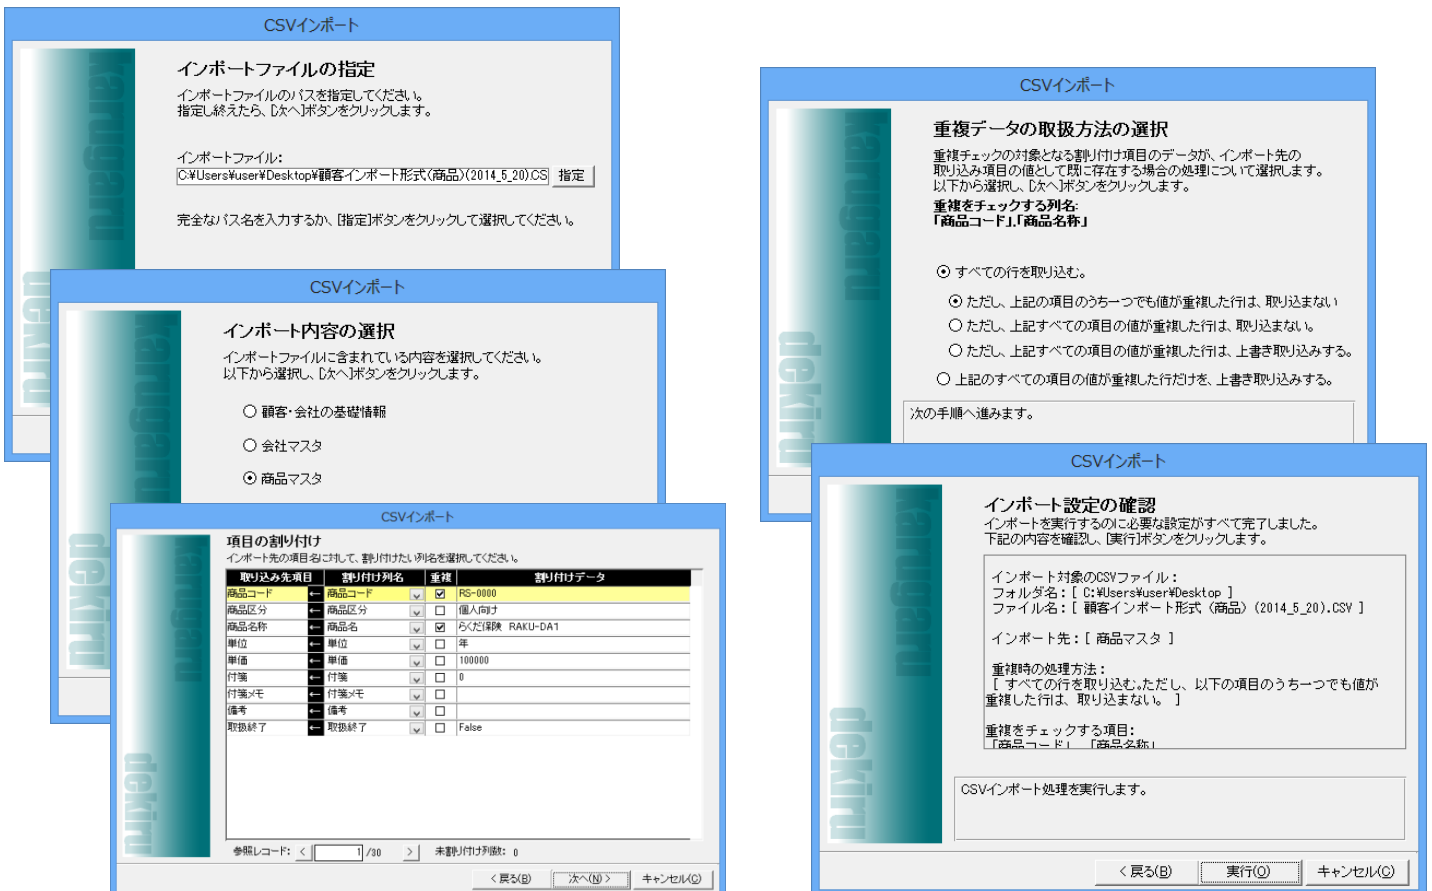 CSVインポート
karugaru
dekiru
インポートファイルの指定
インポートファイルのパスを指定してください。
指定し終えたら、[次へ]ボタンをクリックします。
インポートファイル:
C:¥Users¥user¥Desktop¥顧客インポート形式(商品)(2014_5_20).CS 指定
完全なパス名を入力するか、[指定]ボタンをクリックして選択してください。
CSVインポート
karugaru
dekiru
インポート内容の選択
インポートファイルに含まれている内容を選択してください。
以下から選択し、[次へ]ボタンをクリックします。
顧客・会社の基礎情報
会社マスタ
商品マスタ
CSVインポート
karugaru
dekiru
項目の割り付け
インポート先の項目名に対して、割り付けたい列名を選択してください。
取り込み先項目 割り付け列名 重複 割り付けデータ
商品コード ← 商品コード RS-0000
商品区分 ← 商品区分 個人向け
商品名称 ← 商品名 らくだ保険 RAKU-DA1
単位 ← 単位 年
単価 ← 単価 100000
付箋 ← 付箋 0
付箋メモ ← 付箋メモ
備考 ← 備考
取扱終了 ← 取扱終了 False
参照レコード: < 1 /30 > 未割り付け列数: 0
< 戻る(B) 次へ(N) > キャンセル(C)
CSVインポート
karugaru
dekiru
重複データの取扱方法の選択
重複チェックの対象となる割り付け項目のデータが、インポート先の
取り込み項目の値として既に存在する場合の処理について選択します。
以下から選択し、[次へ]ボタンをクリックします。
重複をチェックする列名:
「商品コード」,「商品名称」
すべての行を取り込む。
ただし、上記の項目のうち一つでも値が重複した行は、取り込まない
ただし、上記すべての項目の値が重複した行は、取り込まない。
ただし、上記すべての項目の値が重複した行は、上書き取り込みする。
上記のすべての項目の値が重複した行だけを、上書き取り込みする。
次の手順へ進みます。
CSVインポート
karugaru
dekiru
インポート設定の確認
インポートを実行するのに必要な設定がすべて完了しました。
下記の内容を確認し、[実行]ボタンをクリックします。
インポート対象のCSVファイル:
フォルダ名:[ C:¥Users¥user¥Desktop ]
ファイル名:[ 顧客インポート形式(商品)(2014_5_20).CSV ]
インポート先:[ 商品マスタ ]
重複時の処理方法:
[ すべての行を取り込む。ただし、以下の項目のうち一つでも値が
重複した行は、取り込まない。 ]
重複をチェックする項目:
「商品コード」 「商品名称」
CSVインポート処理を実行します。
< 戻る(B) 実行(O) キャンセル(C)